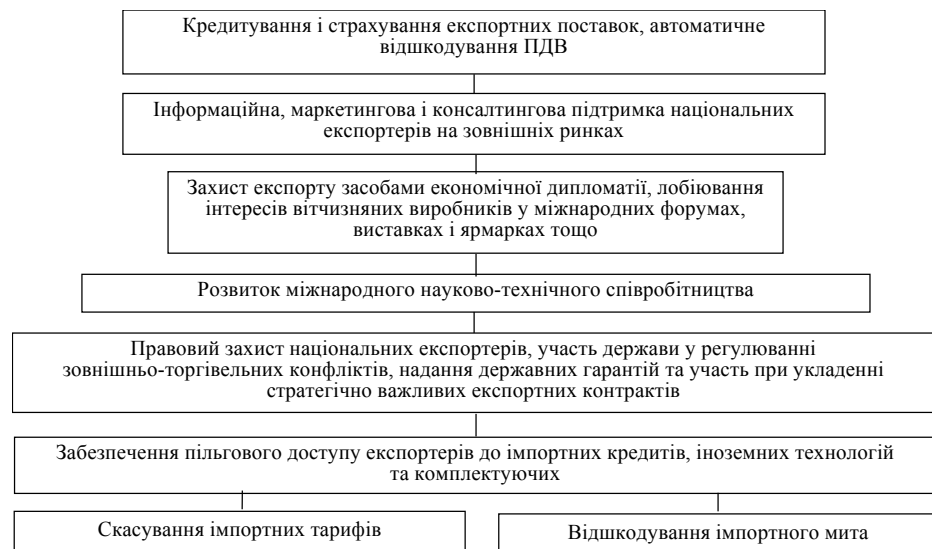 Кредитування і страхування експортних поставок, автоматичне
відшкодування ПДВ
Інформаційна, маркетингова і консалтингова підтримка національних
експортерів на зовнішніх ринках
Захист експорту засобами економічної дипломатії, лобіювання
інтересів вітчизняних виробників у міжнародних форумах,
виставках і ярмарках тощо
Розвиток міжнародного науково-технічного співробітництва
Правовий захист національних експортерів, участь держави у регулюванні
зовнішньо-торгівельних конфліктів, надання державних гарантій та участь при укладенні
стратегічно важливих експортних контрактів
Забезпечення пільгового доступу експортерів до імпортних кредитів, іноземних технологій
та комплектуючих
Скасування імпортних тарифів
Відшкодування імпортного мита